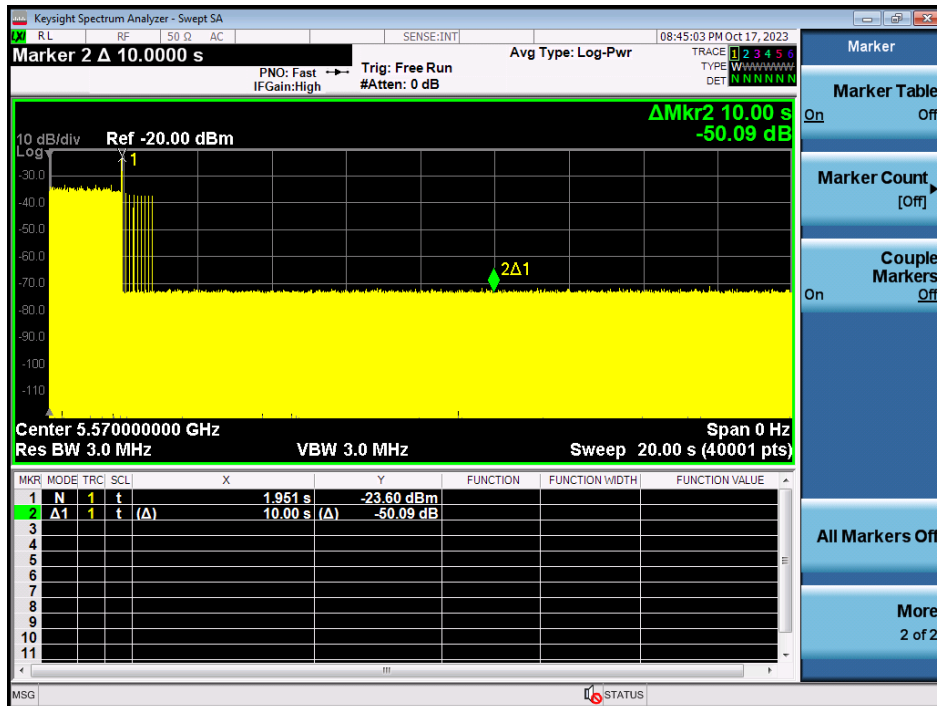 Keysight Spectrum Analyzer - Swept SA
LXI RL RF 50 Ω AC SENSE:INT 08:45:03 PM Oct 17, 2023
Marker 2 Δ 10.0000 s
PNO: Fast
IFGain:High
Trig: Free Run
#Atten: 0 dB
Avg Type: Log-Pwr
TRACE 1 2 3 4 5 6
TYPE WWWWWW
DET N N N N N N
Marker
Marker Table
On Off
Marker Count
[Off]
Couple
Markers
On Off
All Markers Off
More
2 of 2
ΔMkr2 10.00 s
-50.09 dB
10 dB/div Ref -20.00 dBm
Log
1
-30.0
-40.0
-50.0
-60.0
2Δ1
-70.0
-80.0
-90.0
-100
-110
Center 5.570000000 GHz Span 0 Hz
Res BW 3.0 MHz VBW 3.0 MHz Sweep 20.00 s (40001 pts)
MKR MODE TRC SCL X Y FUNCTION FUNCTION WIDTH FUNCTION VALUE
1 N 1 t 1.951 s -23.60 dBm
2 Δ1 1 t (Δ) 10.00 s (Δ) -50.09 dB
3
4
5
6
7
8
9
10
11
MSG STATUS